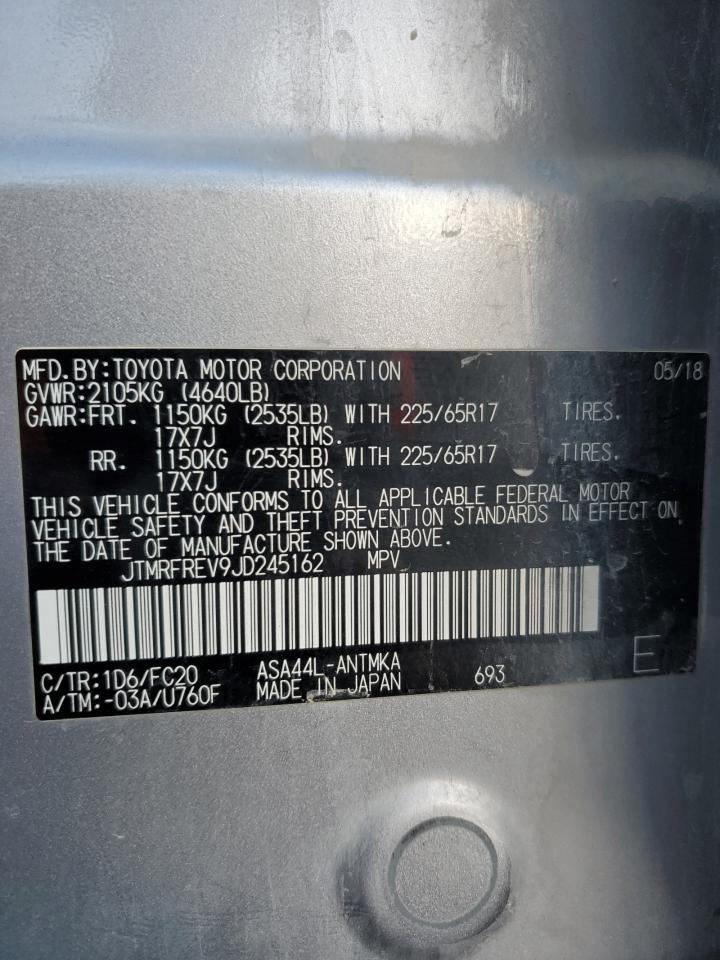 MFD.BY:TOYOTA MOTOR CORPORATION 05/18
GVWR:2105KG (4640LB)
GAWR:FRT. 1150KG (2535LB) WITH 225/65R17 TIRES.
17X7J RIMS.
RR. 1150KG (2535LB) WITH 225/65R17 TIRES.
17X7J RIMS.
THIS VEHICLE CONFORMS TO ALL APPLICABLE FEDERAL MOTOR
VEHICLE SAFETY AND THEFT PREVENTION STANDARDS IN EFFECT ON
THE DATE OF MANUFACTURE SHOWN ABOVE.
JTMRFREV9JD245162 MPV
C/TR:1D6/FC20 ASA44L-ANTMKA 693 E
A/TM:-03A/U760F MADE IN JAPAN